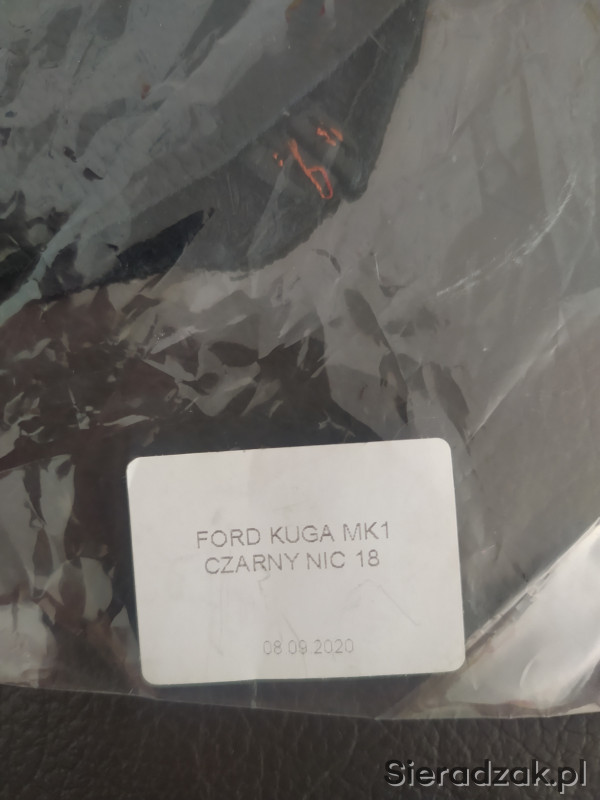 "b"
FORD KUGA MK1
CZARNY NIC 18
08.09.2020
Sieradzak.pl